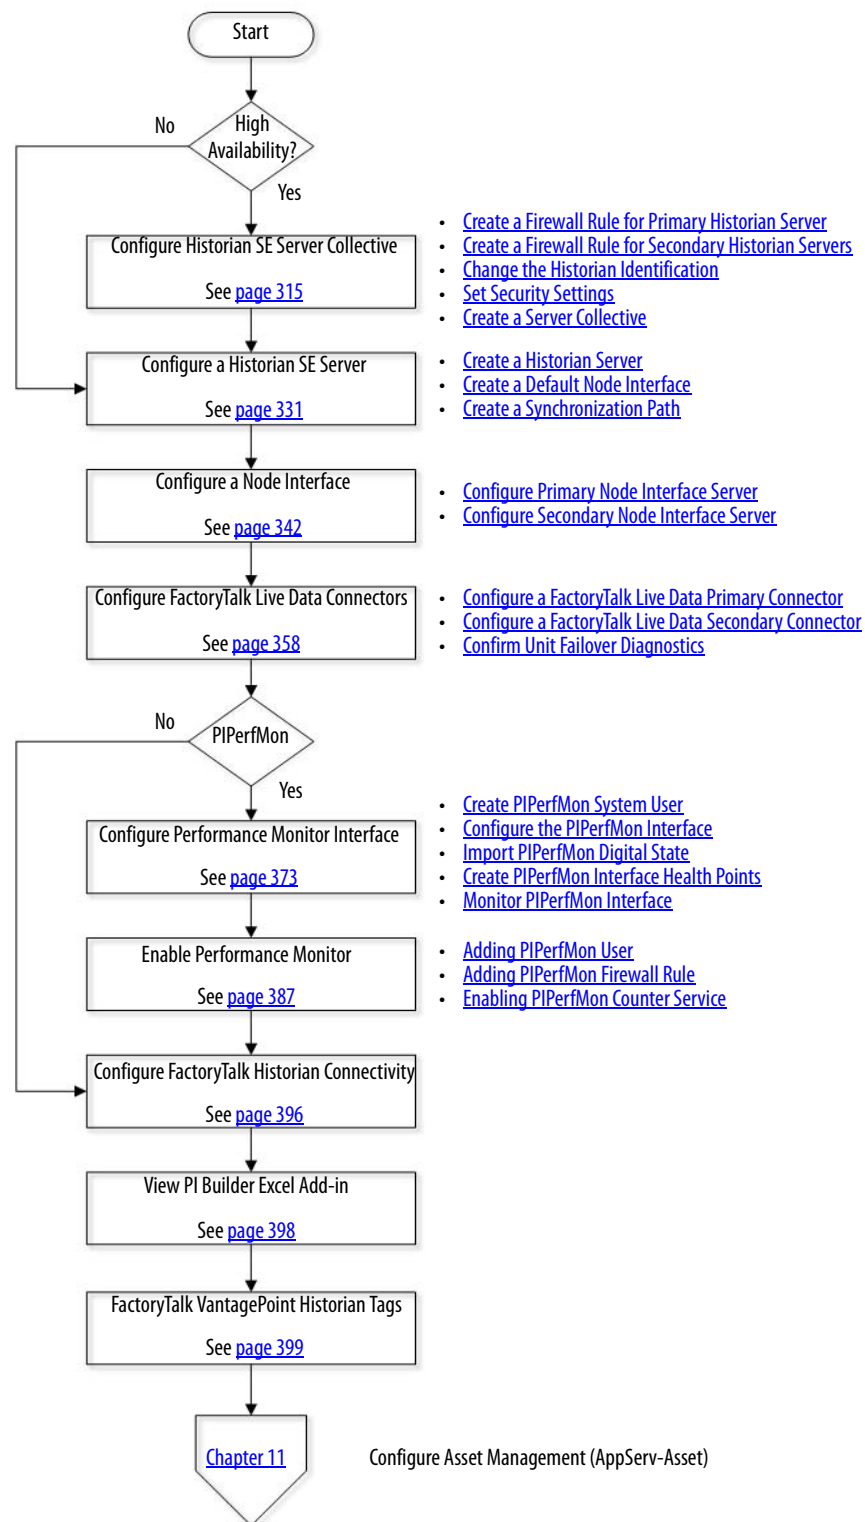 Start
High
Availability?
No
Yes
Configure Historian SE Server Collective
See page 315
• Create a Firewall Rule for Primary Historian Server
• Create a Firewall Rule for Secondary Historian Servers
• Change the Historian Identification
• Set Security Settings
• Create a Server Collective
Configure a Historian SE Server
See page 331
• Create a Historian Server
• Create a Default Node Interface
• Create a Synchronization Path
Configure a Node Interface
See page 342
• Configure Primary Node Interface Server
• Configure Secondary Node Interface Server
Configure FactoryTalk Live Data Connectors
See page 358
• Configure a FactoryTalk Live Data Primary Connector
• Configure a FactoryTalk Live Data Secondary Connector
• Confirm Unit Failover Diagnostics
No
PIPerfMon
Yes
Configure Performance Monitor Interface
See page 373
• Create PIPerfMon System User
• Configure the PIPerfMon Interface
• Import PIPerfMon Digital State
• Create PIPerfMon Interface Health Points
• Monitor PIPerfMon Interface
Enable Performance Monitor
See page 387
• Adding PIPerfMon User
• Adding PIPerfMon Firewall Rule
• Enabling PIPerfMon Counter Service
Configure FactoryTalk Historian Connectivity
See page 396
View PI Builder Excel Add-in
See page 398
FactoryTalk VantagePoint Historian Tags
See page 399
Chapter 11
Configure Asset Management (AppServ-Asset)